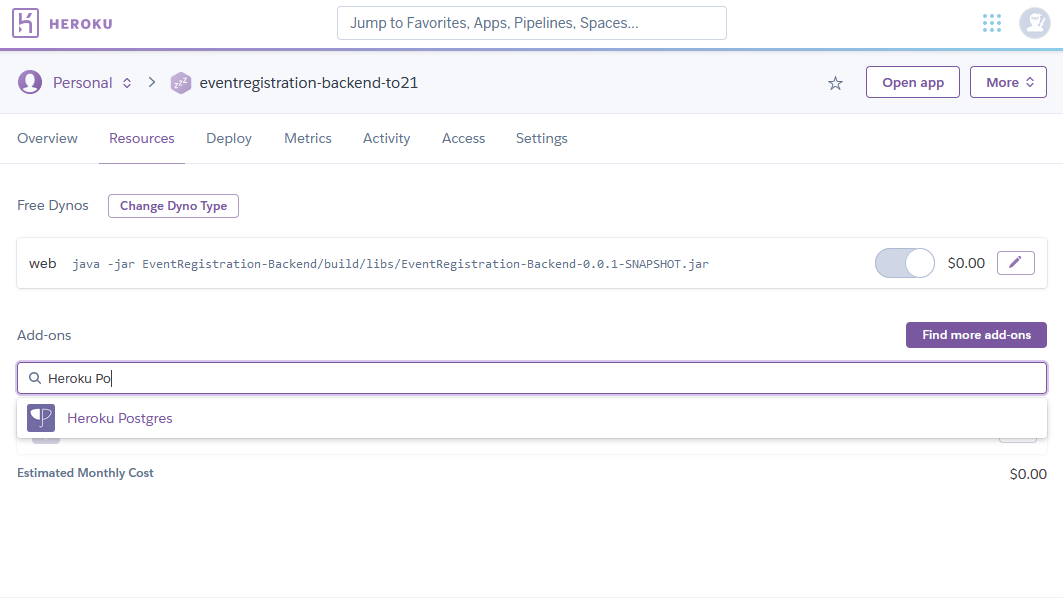 HEROKU
Jump to Favorites, Apps, Pipelines, Spaces...
Personal
eventregistration-backend-to21
Open app
More
Overview Resources Deploy Metrics Activity Access Settings
Free Dynos
Change Dyno Type
web java -jar EventRegistration-Backend/build/libs/EventRegistration-Backend-0.0.1-SNAPSHOT.jar $0.00
Add-ons
Find more add-ons
Heroku Po
Heroku Postgres
Estimated Monthly Cost $0.00